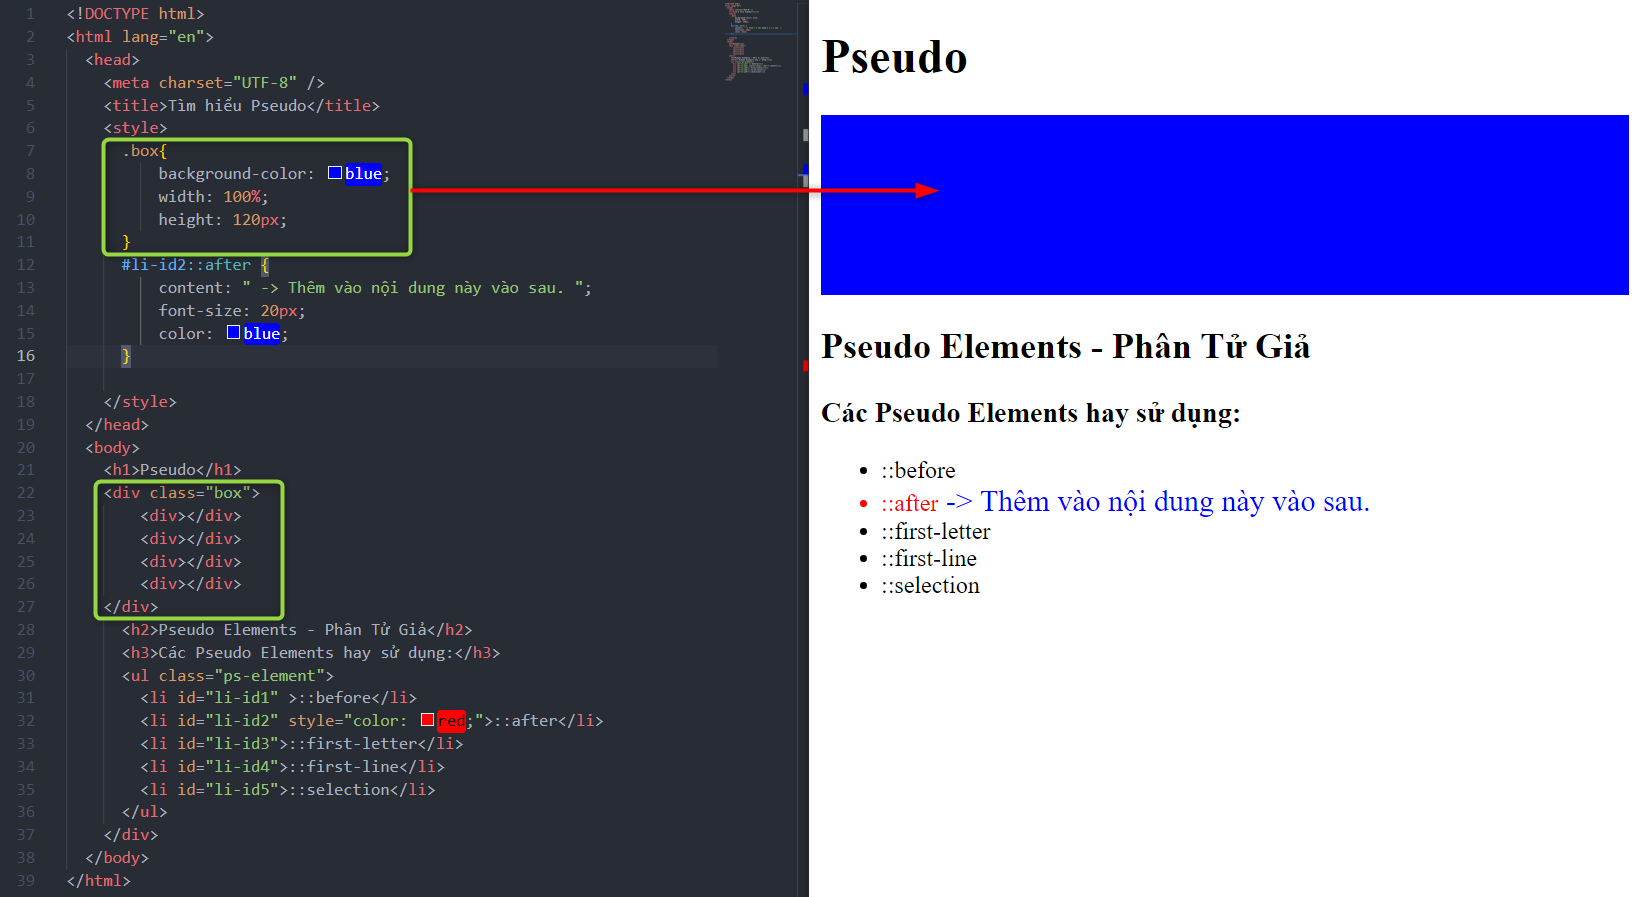 1 <!DOCTYPE html>
2 <html lang="en">
3 <head>
4 <meta charset="UTF-8" />
5 <title>Tìm hiểu Pseudo</title>
6 <style>
7 .box{
8 background-color: blue;
9 width: 100%;
10 height: 120px;
11 }
12 #li-id2::after {
13 content: " -> Thêm vào nội dung này vào sau. ";
14 font-size: 20px;
15 color: blue;
16 }
17
18 </style>
19 </head>
20 <body>
21 <h1>Pseudo</h1>
22 <div class="box">
23 <div></div>
24 <div></div>
25 <div></div>
26 <div></div>
27 </div>
28 <h2>Pseudo Elements - Phân Tử Giả</h2>
29 <h3>Các Pseudo Elements hay sử dụng:</h3>
30 <ul class="ps-element">
31 <li id="li-id1" >::before</li>
32 <li id="li-id2" style="color: red;">::after</li>
33 <li id="li-id3">::first-letter</li>
34 <li id="li-id4">::first-line</li>
35 <li id="li-id5">::selection</li>
36 </ul>
37 </div>
38 </body>
39 </html>
Pseudo
Pseudo Elements - Phân Tử Giả
Các Pseudo Elements hay sử dụng:
::before
::after -> Thêm vào nội dung này vào sau.
::first-letter
::first-line
::selection